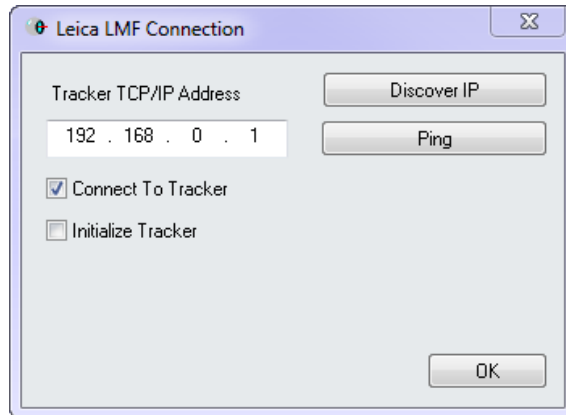 Leica LMF Connection
Tracker TCP/IP Address
Discover IP
192 . 168 . 0 . 1
Ping
Connect To Tracker
Initialize Tracker
OK